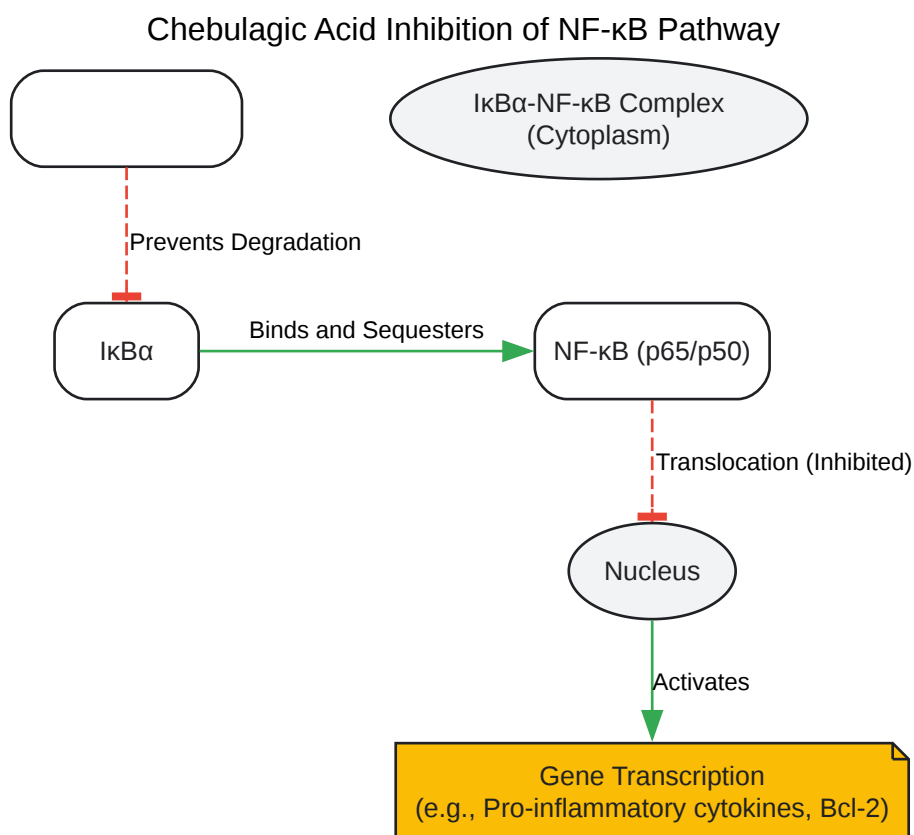 Chebulagic Acid Inhibition of NF-κB Pathway
IκBα-NF-κB Complex
(Cytoplasm)
Prevents Degradation
IκBα
Binds and Sequesters
NF-κB (p65/p50)
Translocation (Inhibited)
Nucleus
Activates
Gene Transcription
(e.g., Pro-inflammatory cytokines, Bcl-2)